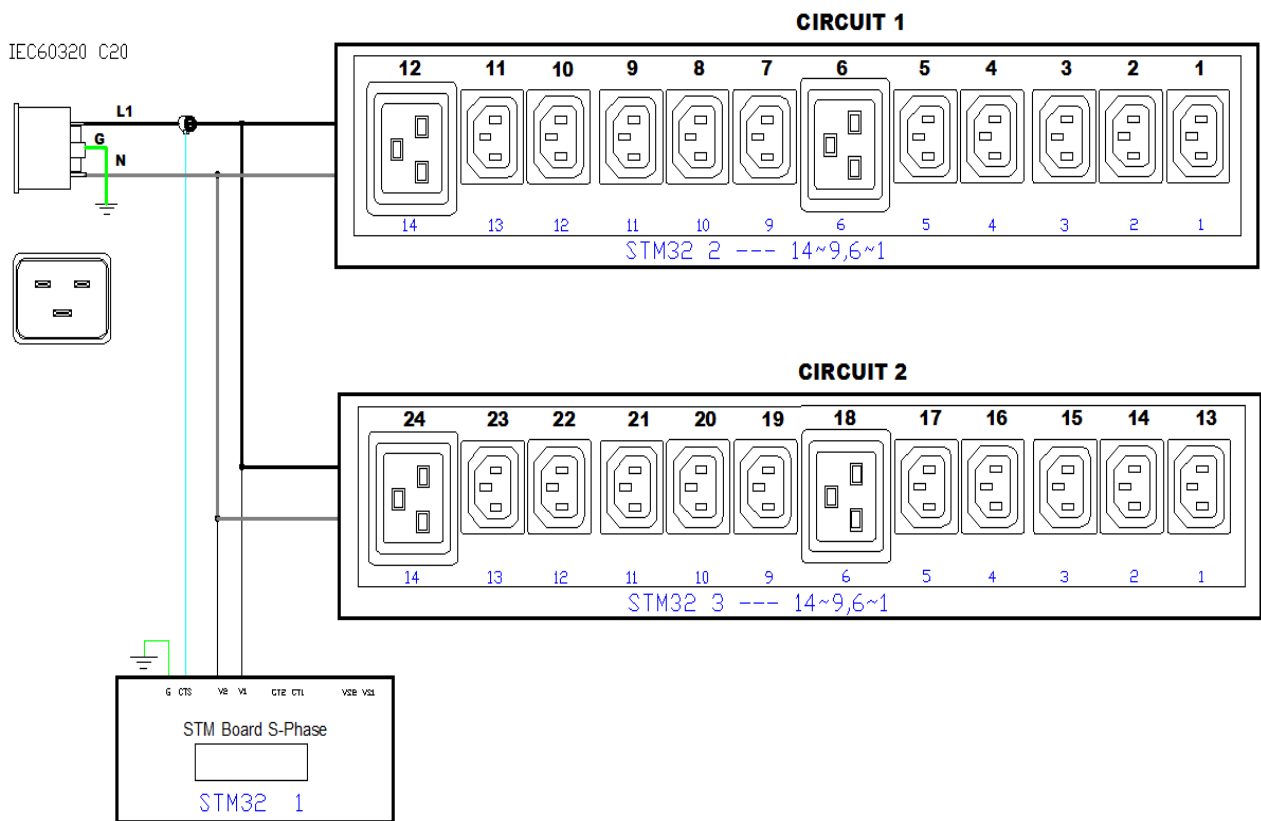 CIRCUIT 1
IEC60320 C20
12 11 10 9 8 7 6 5 4 3 2 1
L1
G
N
14 13 12 11 10 9 6 5 4 3 2 1
STM32 2 --- 14~9,6~1
CIRCUIT 2
24 23 22 21 20 19 18 17 16 15 14 13
14 13 12 11 10 9 6 5 4 3 2 1
STM32 3 --- 14~9,6~1
G CTS V2 V1 CT2 CT1 VS2 VS1
STM Board S-Phase
STM32 1